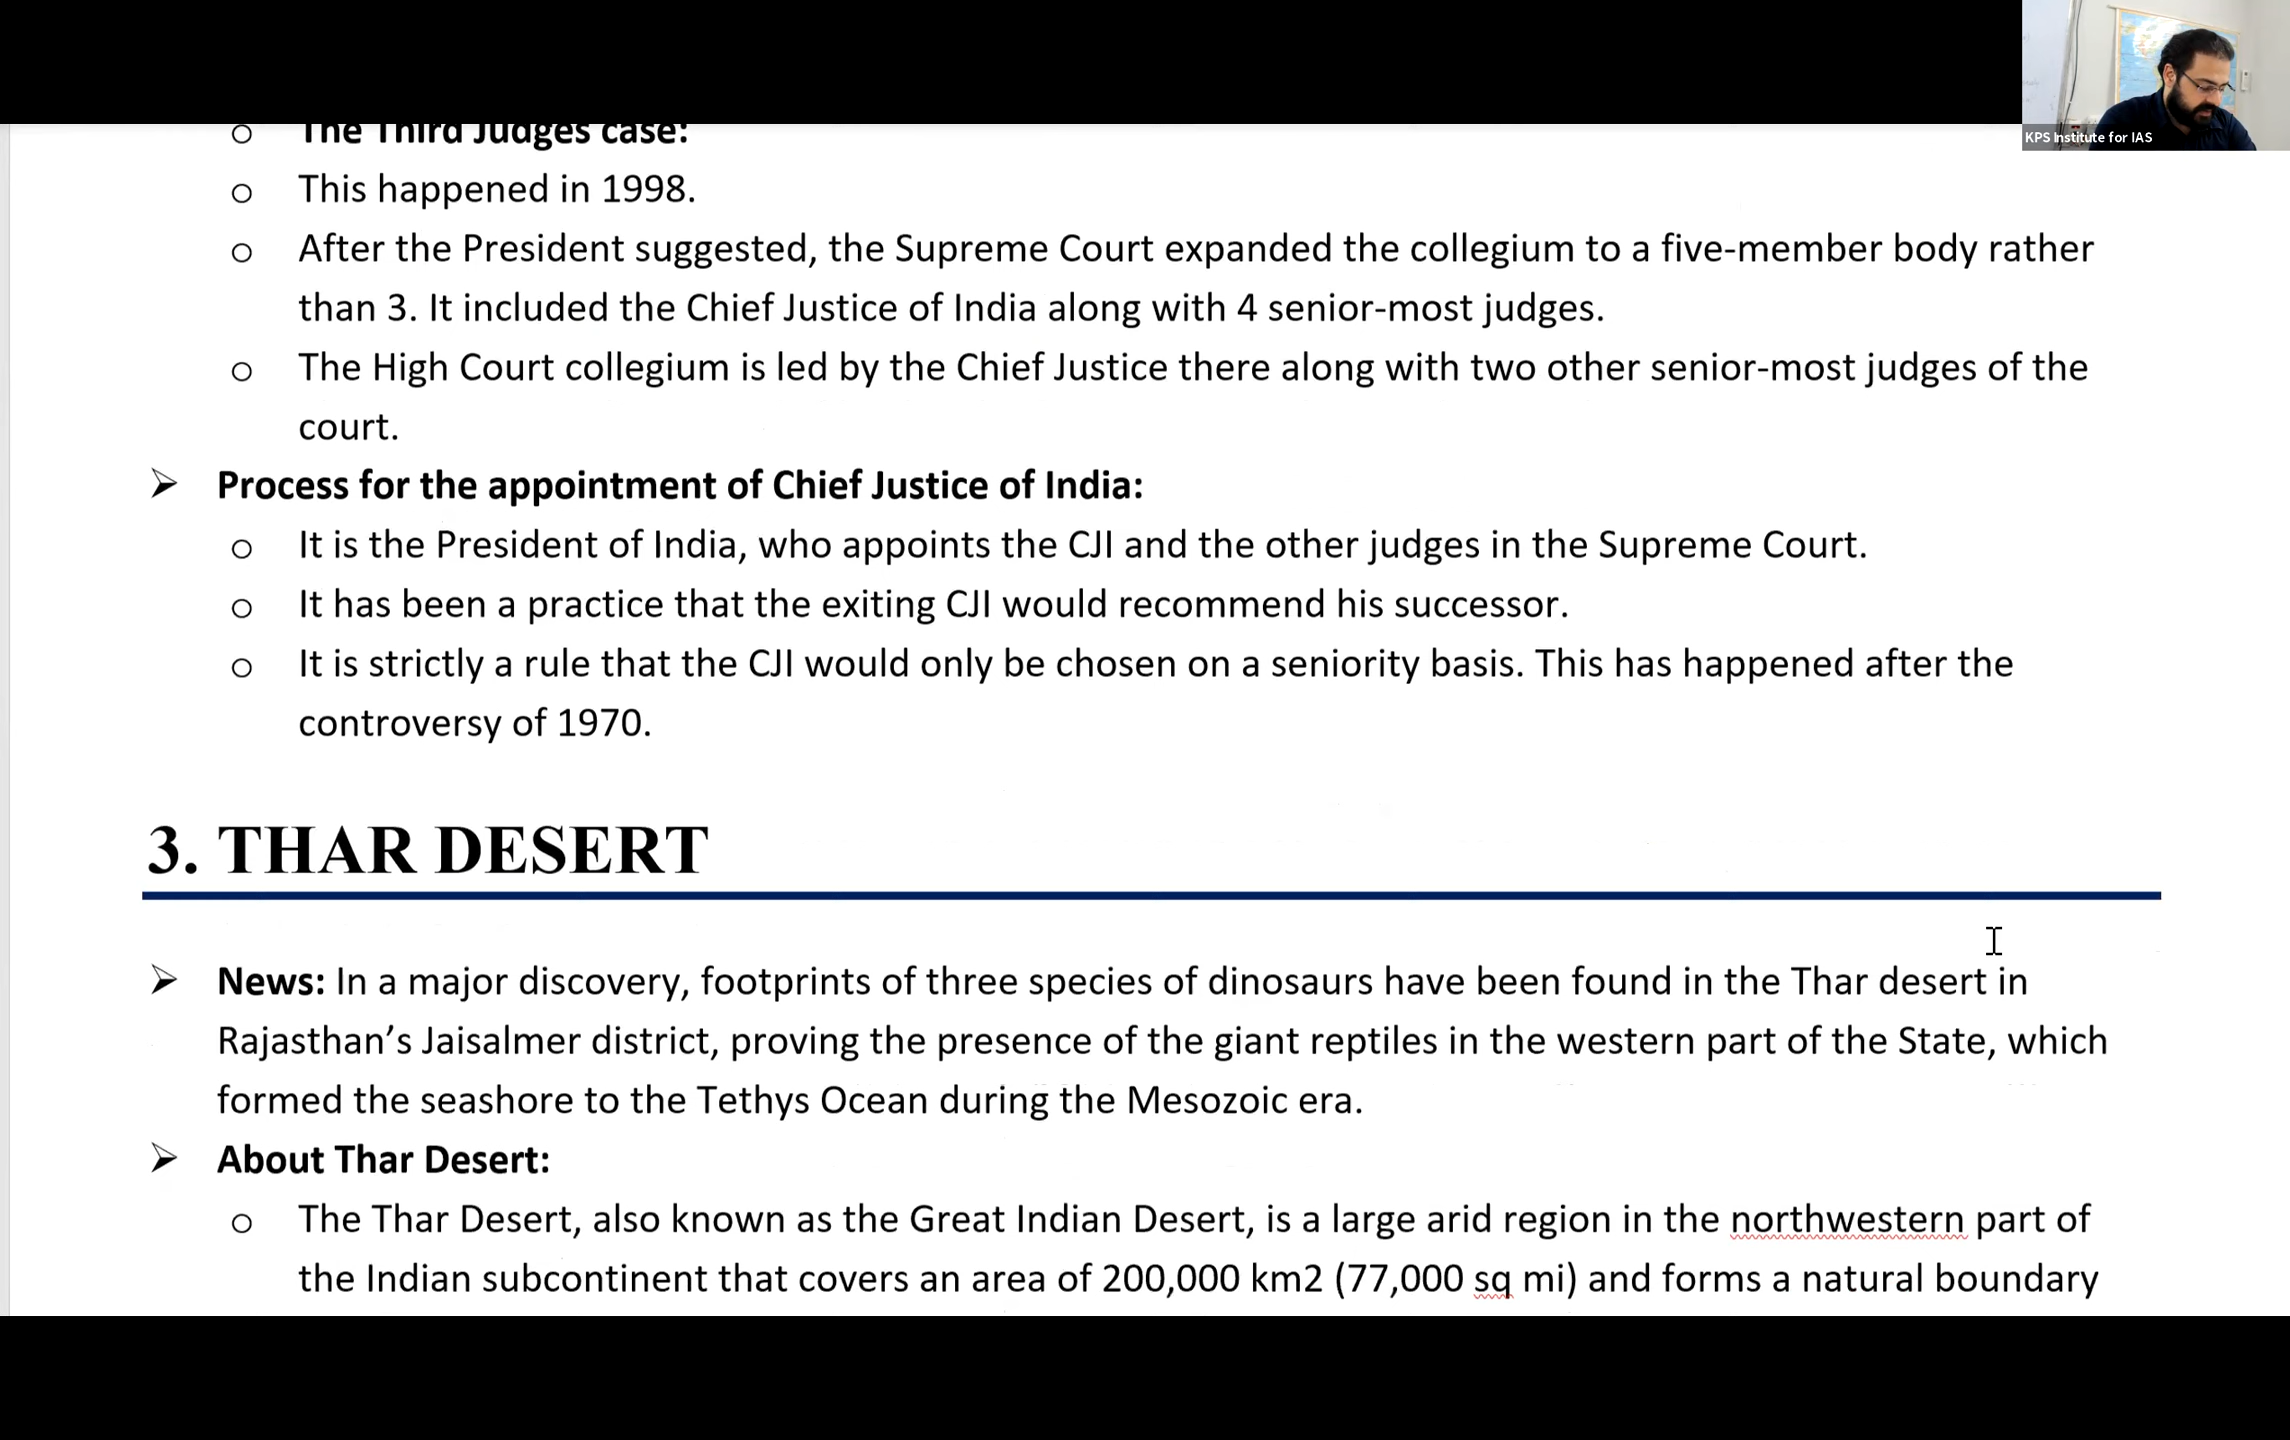 KPS Institute for IAS
o The Third Judges case:
o This happened in 1998.
o After the President suggested, the Supreme Court expanded the collegium to a five-member body rather
than 3. It included the Chief Justice of India along with 4 senior-most judges.
o The High Court collegium is led by the Chief Justice there along with two other senior-most judges of the
court.
➢ Process for the appointment of Chief Justice of India:
o It is the President of India, who appoints the CJI and the other judges in the Supreme Court.
o It has been a practice that the exiting CJI would recommend his successor.
o It is strictly a rule that the CJI would only be chosen on a seniority basis. This has happened after the
controversy of 1970.
3. THAR DESERT
➢ News: In a major discovery, footprints of three species of dinosaurs have been found in the Thar desert in
Rajasthan’s Jaisalmer district, proving the presence of the giant reptiles in the western part of the State, which
formed the seashore to the Tethys Ocean during the Mesozoic era.
➢ About Thar Desert:
o The Thar Desert, also known as the Great Indian Desert, is a large arid region in the northwestern part of
the Indian subcontinent that covers an area of 200,000 km2 (77,000 sq mi) and forms a natural boundary